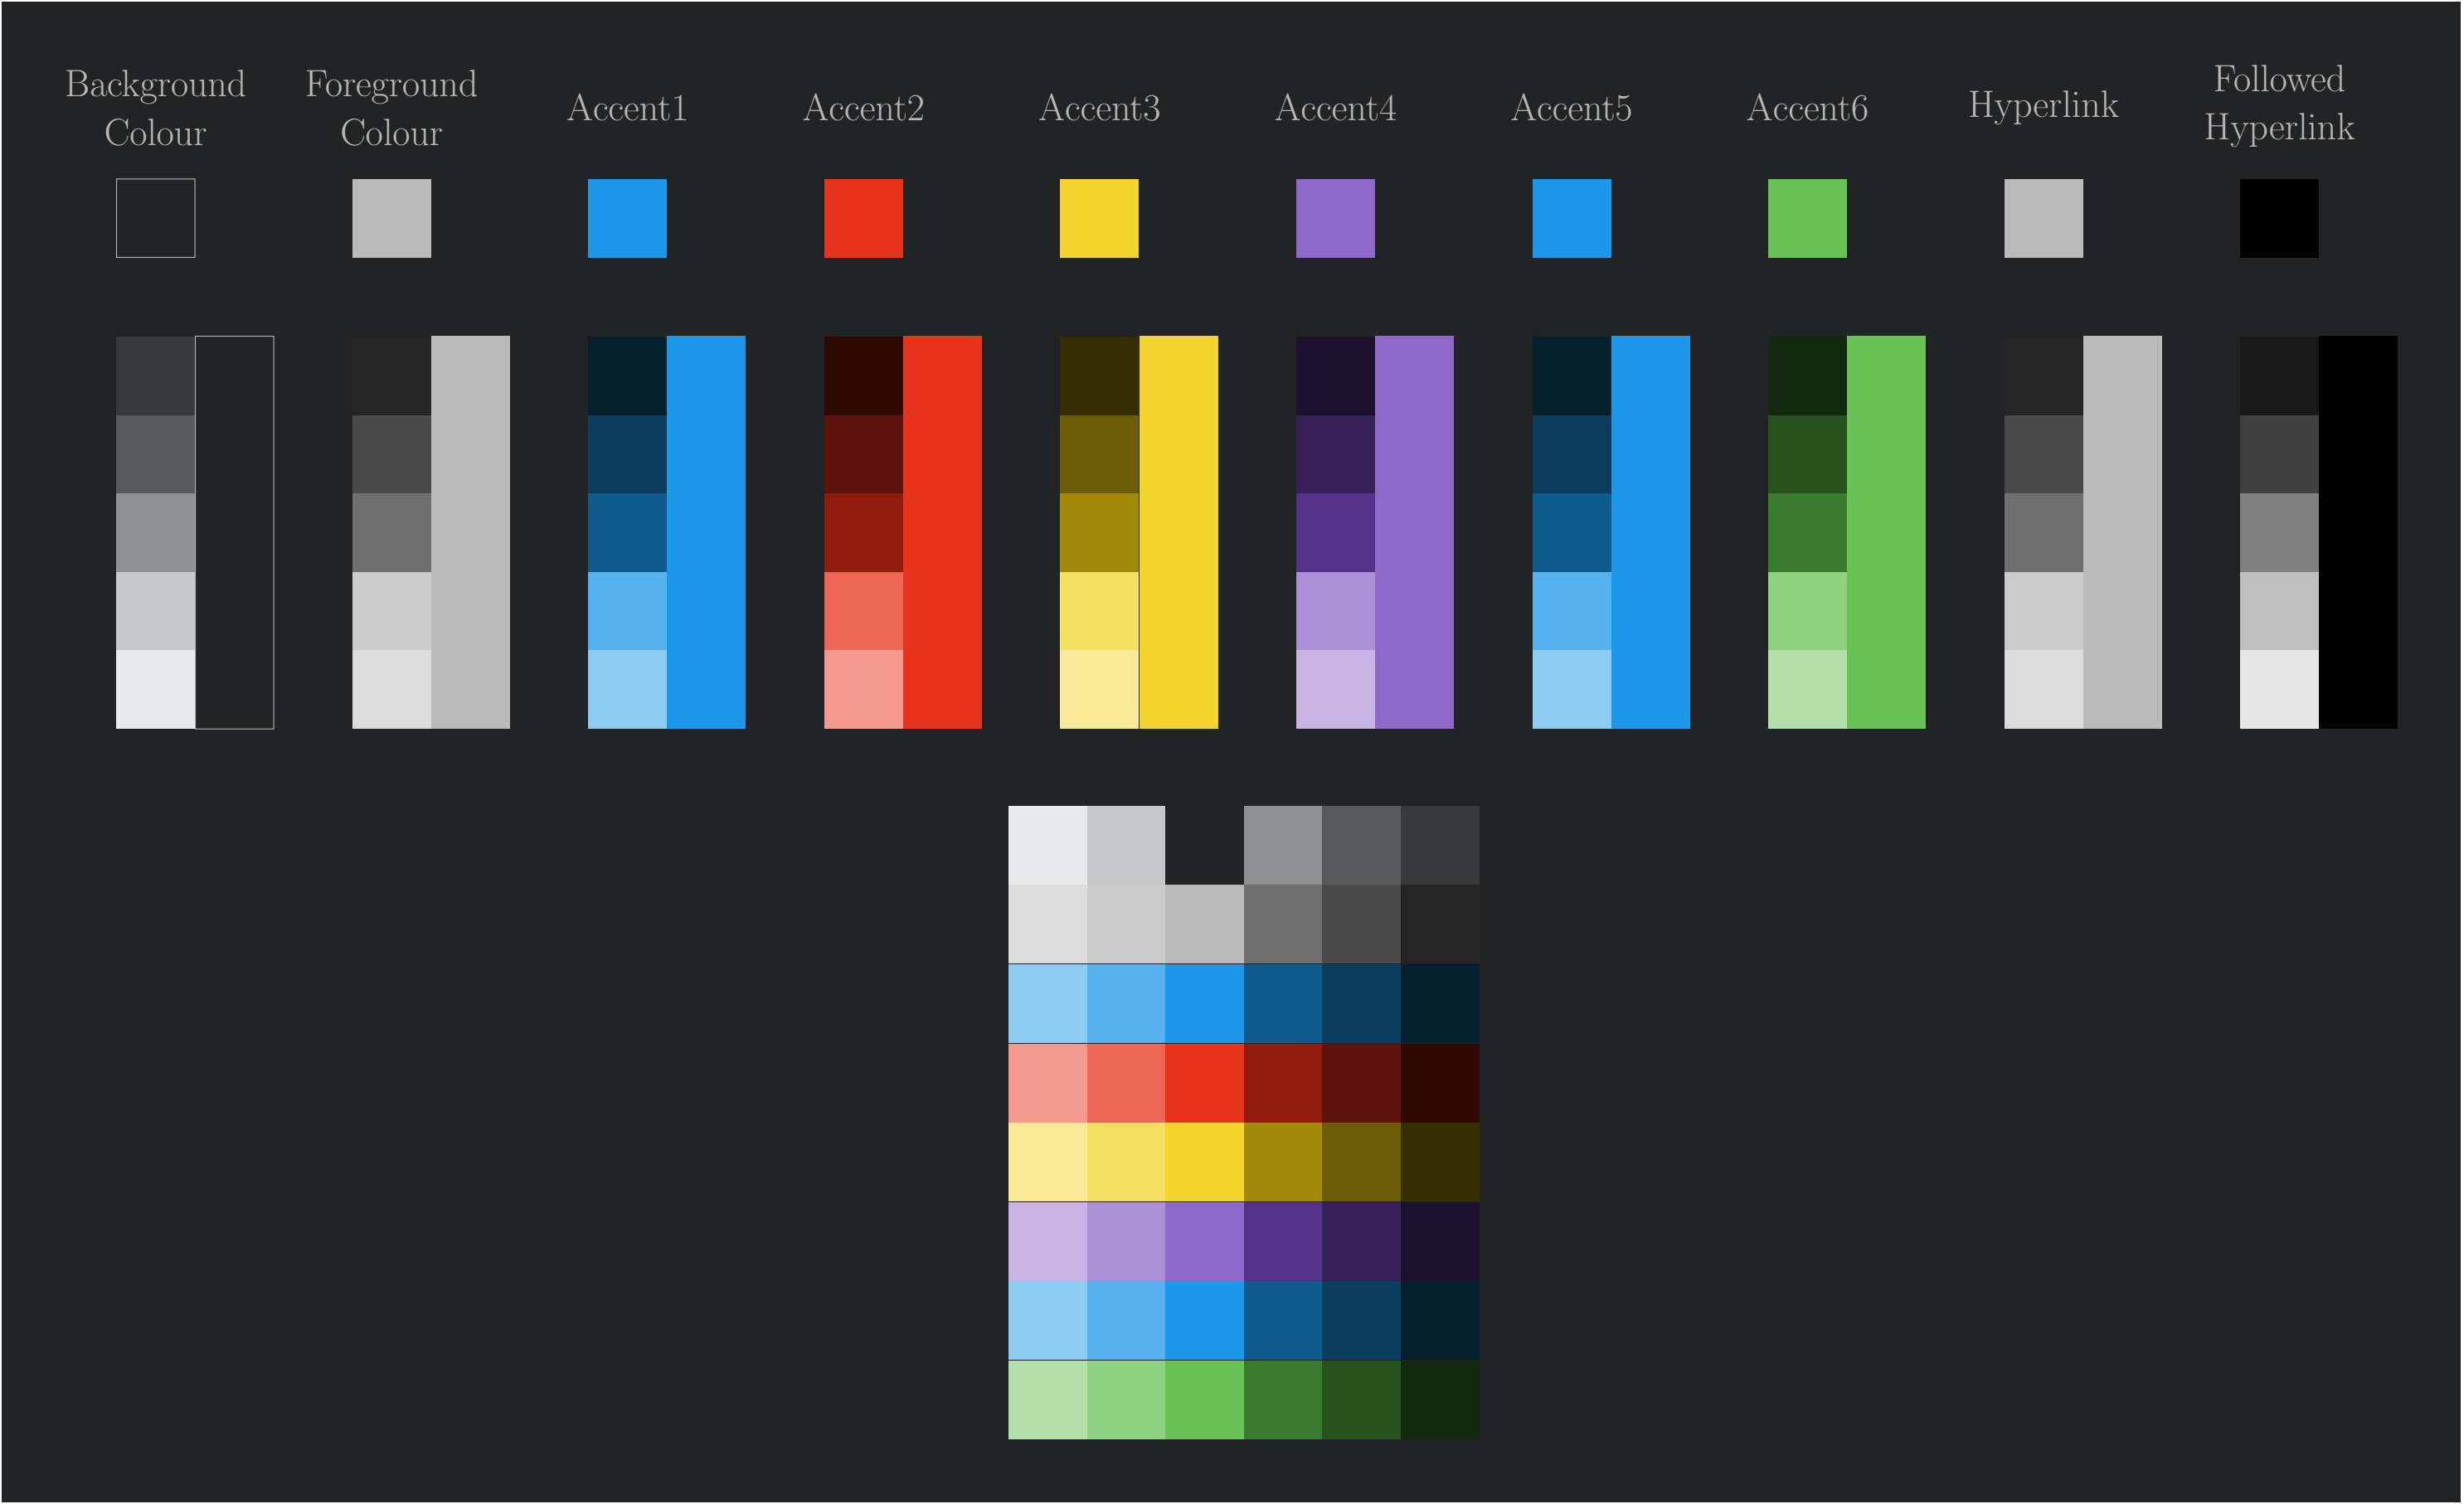 Background
Colour
Foreground
Colour
Accent1
Accent2
Accent3
Accent4
Accent5
Accent6
Hyperlink
Followed
Hyperlink